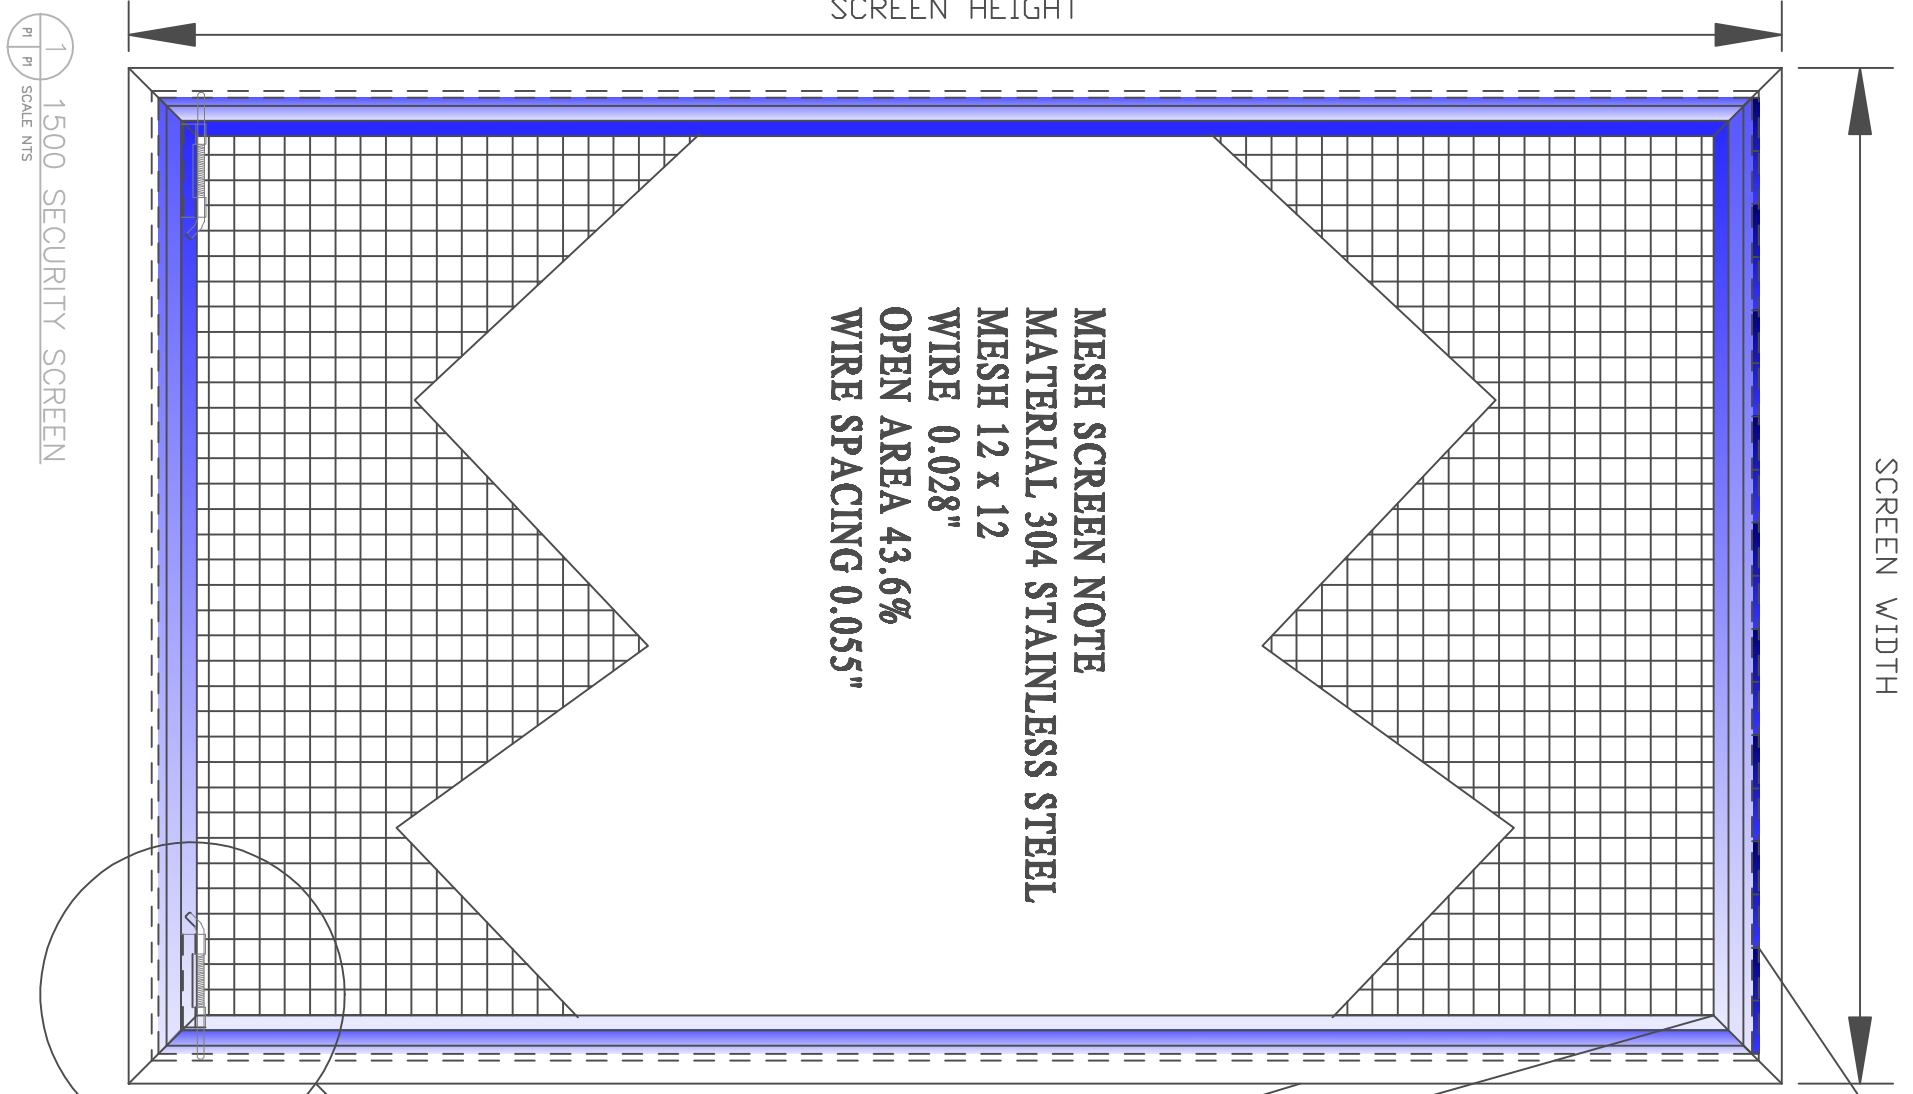 SCREEN HEIGHT
SCREEN WIDTH
MESH SCREEN NOTE
MATERIAL 304 STAINLESS STEEL
MESH 12 x 12
WIRE 0.028"
OPEN AREA 43.6%
WIRE SPACING 0.055"
1
P1 P1
1500 SECURITY SCREEN
SCALE NTS